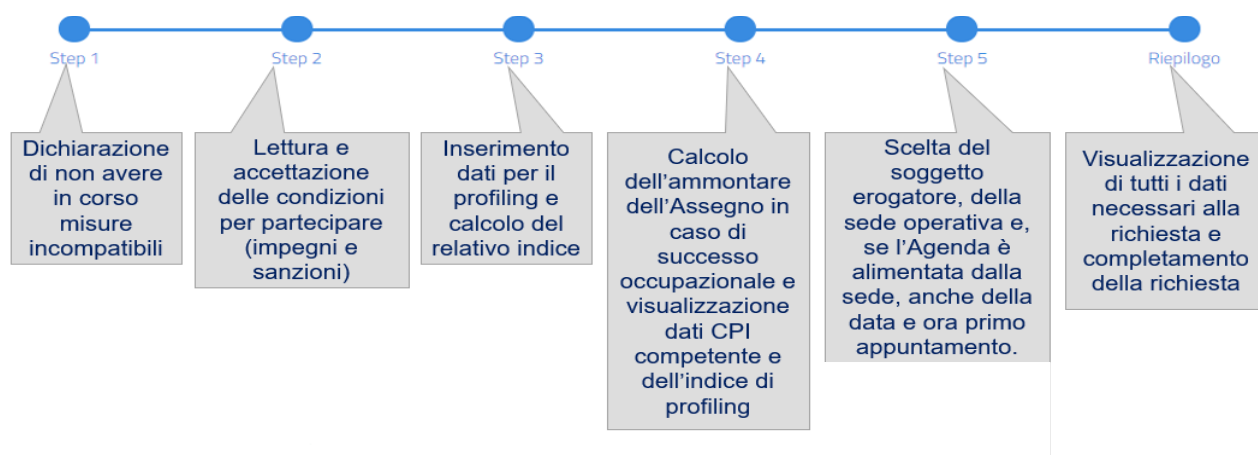 Step 1
Step 2
Step 3
Step 4
Step 5
Riepilogo
Dichiarazione
di non avere
in corso
misure
incompatibili
Lettura e
accettazione
delle condizioni
per partecipare
(impegni e
sanzioni)
Inserimento
dati per il
profiling e
calcolo del
relativo indice
Calcolo
dell'ammontare
dell'Assegno in
caso di
successo
occupazionale e
visualizzazione
dati CPI
competente e
dell'indice di
profiling
Scelta del
soggetto
erogatore, della
sede operativa e,
se l'Agenda è
alimentata dalla
sede, anche della
data e ora primo
appuntamento.
Visualizzazione
di tutti i dati
necessari alla
richiesta e
completamento
della richiesta